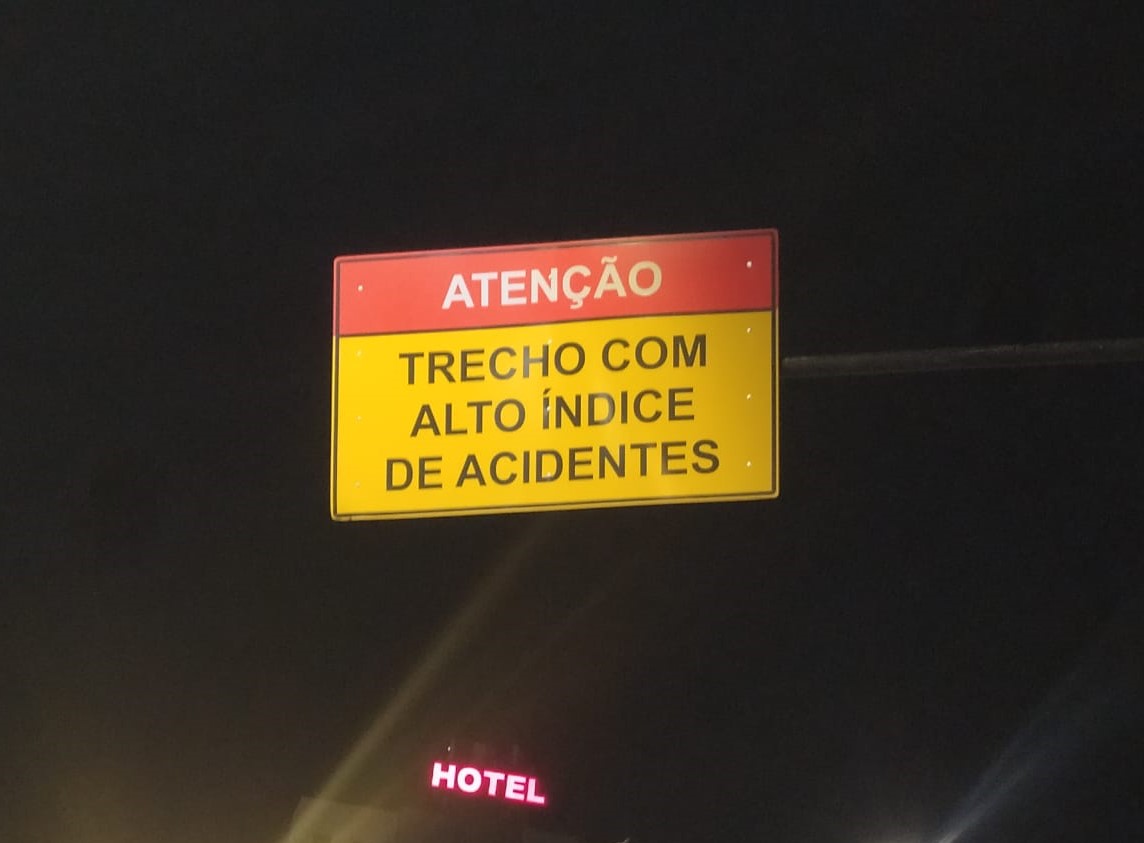 ATENÇÃO
TRECHO COM
ALTO ÍNDICE
DE ACIDENTES
HOTEL